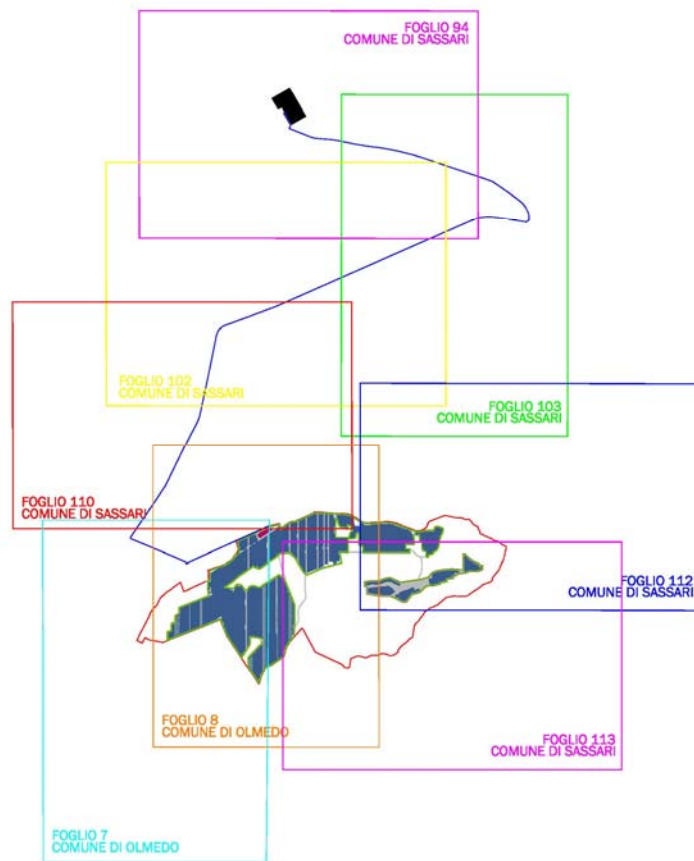 FOGLIO 94
COMUNE DI SASSARI
FOGLIO 102
COMUNE DI SASSARI
FOGLIO 103
COMUNE DI SASSARI
FOGLIO 110
COMUNE DI SASSARI
FOGLIO 112
COMUNE DI SASSARI
FOGLIO 8
COMUNE DI OLMEDO
FOGLIO 113
COMUNE DI SASSARI
FOGLIO 7
COMUNE DI OLMEDO